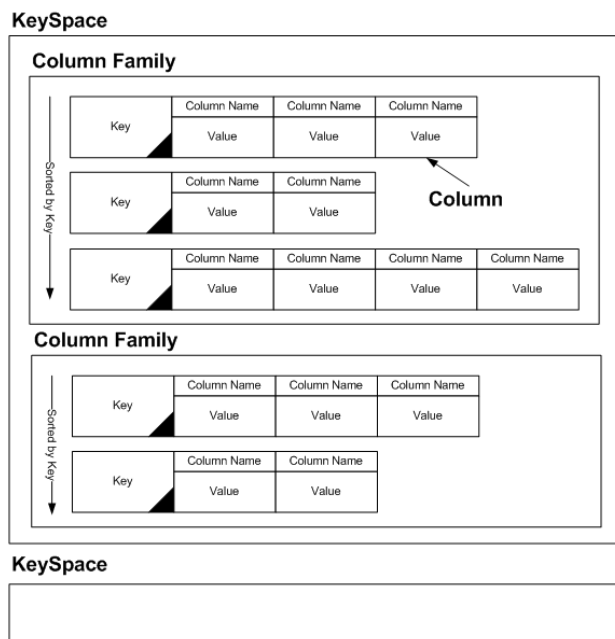 KeySpace
Column Family
Sorted by Key
Key
Column Name Column Name Column Name
Value Value Value
Column
Key
Column Name Column Name
Value Value
Key
Column Name Column Name Column Name Column Name
Value Value Value Value
Column Family
Sorted by Key
Key
Column Name Column Name Column Name
Value Value Value
Key
Column Name Column Name
Value Value
KeySpace